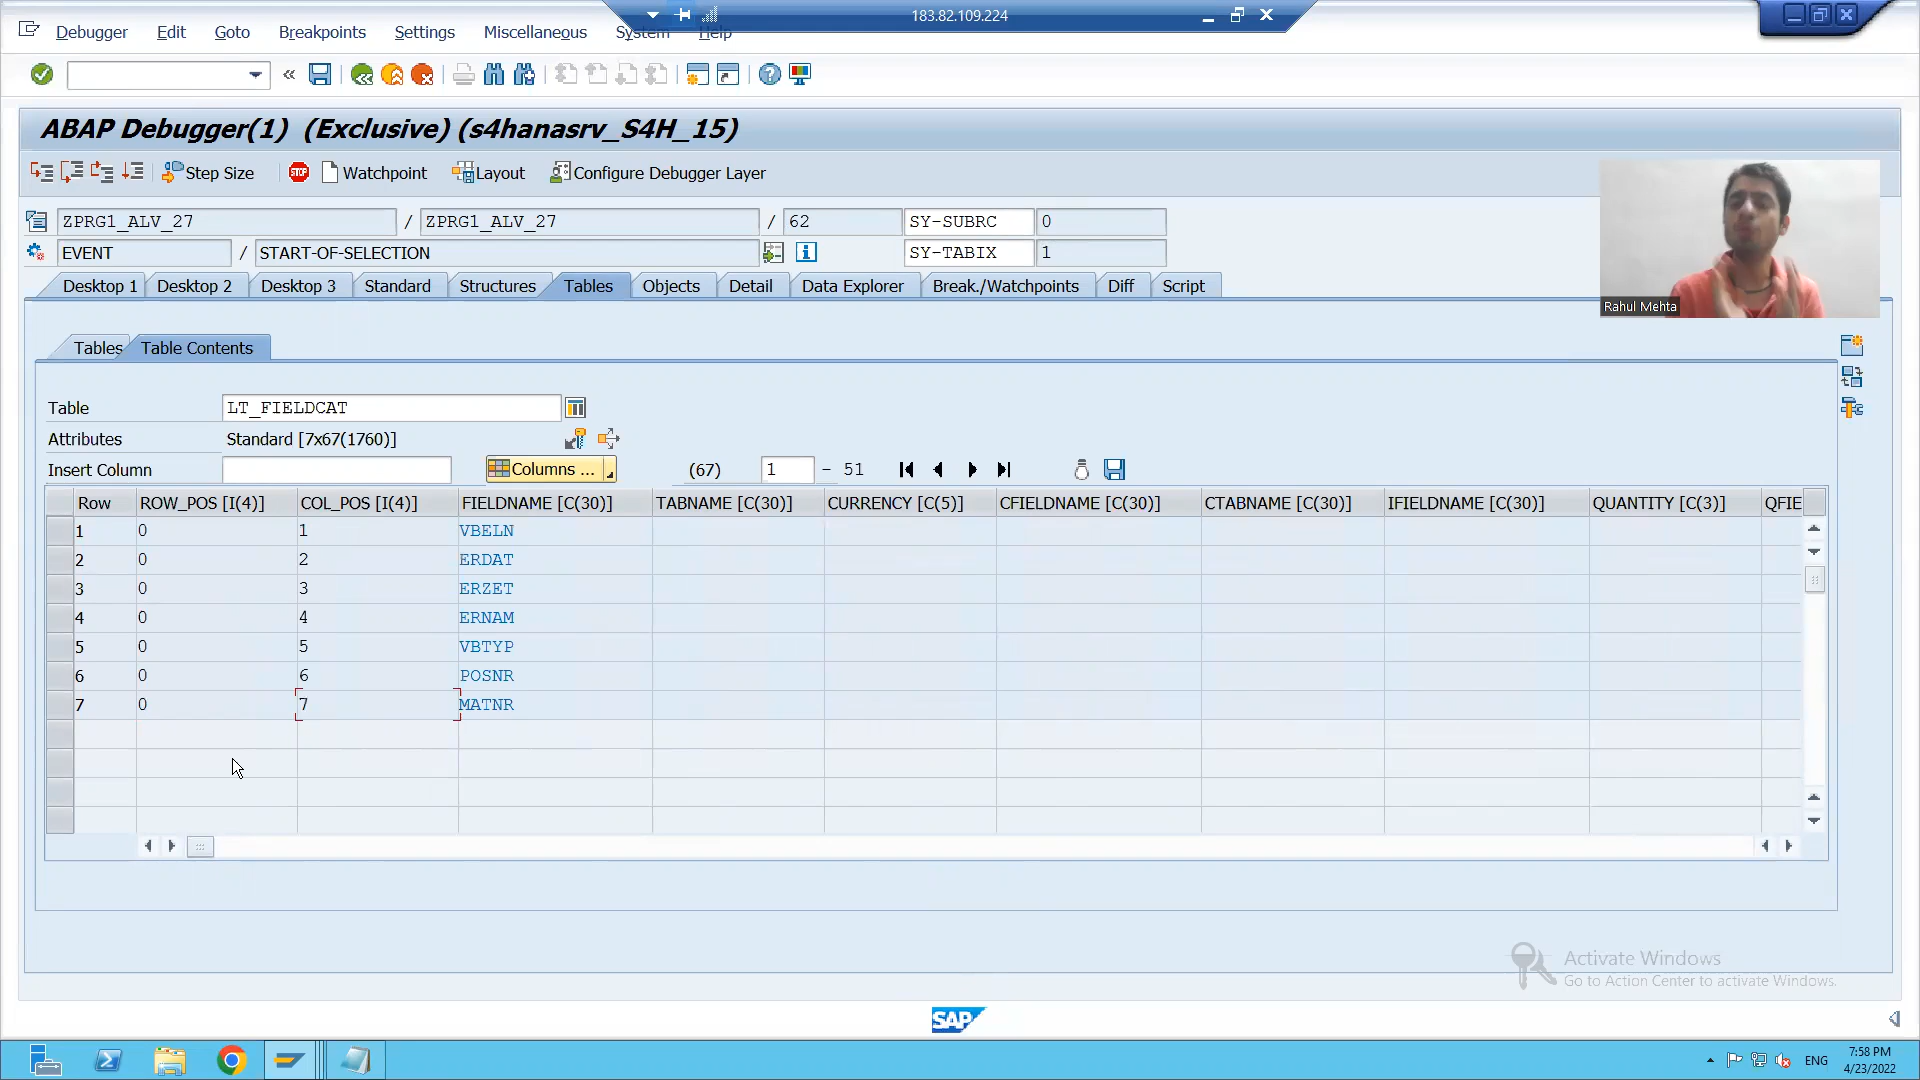 183.82.109.224
Debugger Edit Goto Breakpoints Settings Miscellaneous System Help
ABAP Debugger(1) (Exclusive) (s4hanasrv_S4H_15)
Step Size STOP Watchpoint Layout Configure Debugger Layer
ZPRG1_ALV_27 / ZPRG1_ALV_27 / 62 SY-SUBRC 0
EVENT / START-OF-SELECTION SY-TABIX 1
Desktop 1 Desktop 2 Desktop 3 Standard Structures Tables Objects Detail Data Explorer Break./Watchpoints Diff Script
Rahul Mehta
Tables Table Contents
Table LT_FIELDCAT
Attributes Standard [7x67(1760)]
Insert Column Columns ... (67) 1 - 51
Row ROW_POS [I(4)] COL_POS [I(4)] FIELDNAME [C(30)] TABNAME [C(30)] CURRENCY [C(5)] CFIELDNAME [C(30)] CTABNAME [C(30)] IFIELDNAME [C(30)] QUANTITY [C(3)] QFIE
1 0 1 VBELN
2 0 2 ERDAT
3 0 3 ERZET
4 0 4 ERNAM
5 0 5 VBTYP
6 0 6 POSNR
7 0 7 MATNR
Activate Windows
Go to Action Center to activate Windows.
SAP
ENG 7:58 PM
4/23/2022